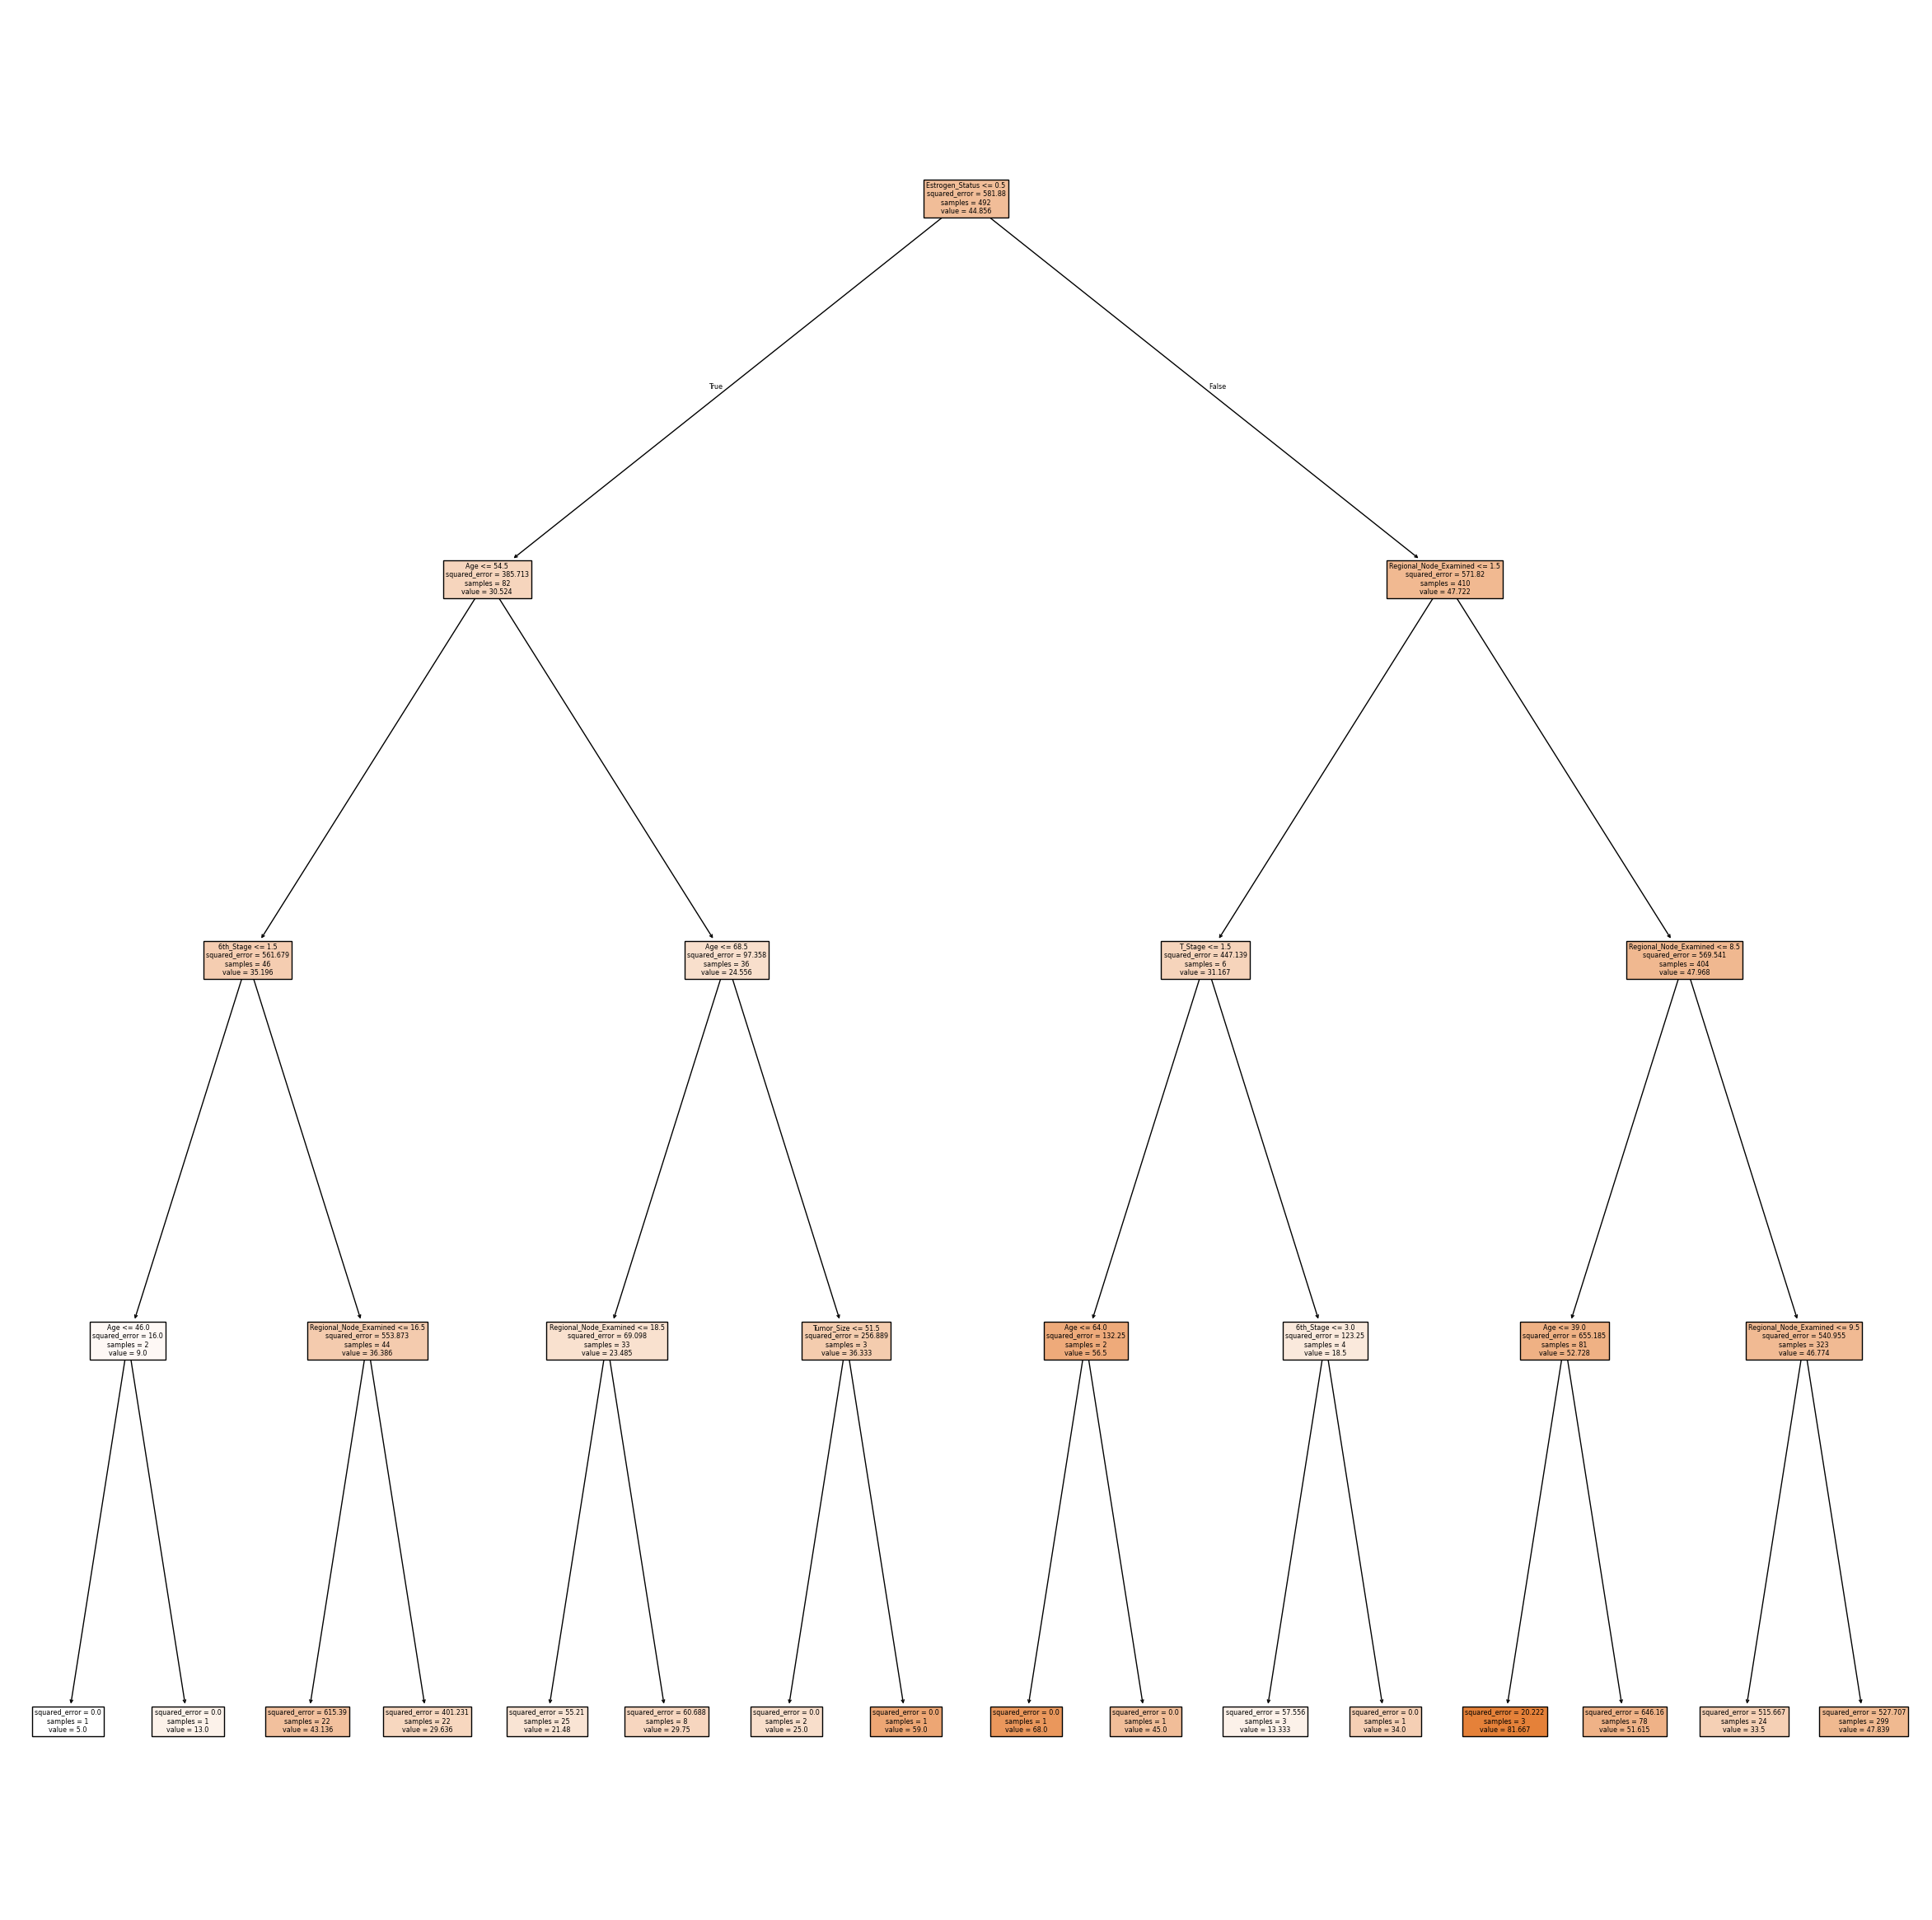 Estrogen_Status <= 0.5
squared_error = 581.88
samples = 492
value = 44.856
True
False
Age <= 54.5
squared_error = 385.713
samples = 82
value = 30.524
Regional_Node_Examined <= 1.5
squared_error = 571.82
samples = 410
value = 47.722
6th_Stage <= 1.5
squared_error = 561.679
samples = 46
value = 35.196
Age <= 68.5
squared_error = 97.358
samples = 36
value = 24.556
T_Stage <= 1.5
squared_error = 447.139
samples = 6
value = 31.167
Regional_Node_Examined <= 8.5
squared_error = 569.541
samples = 404
value = 47.968
Age <= 46.0
squared_error = 16.0
samples = 2
value = 9.0
Regional_Node_Examined <= 16.5
squared_error = 553.873
samples = 44
value = 36.386
Regional_Node_Examined <= 18.5
squared_error = 69.098
samples = 33
value = 23.485
Tumor_Size <= 51.5
squared_error = 256.889
samples = 3
value = 36.333
Age <= 64.0
squared_error = 132.25
samples = 2
value = 56.5
6th_Stage <= 3.0
squared_error = 123.25
samples = 4
value = 18.5
Age <= 39.0
squared_error = 655.185
samples = 81
value = 52.728
Regional_Node_Examined <= 9.5
squared_error = 540.955
samples = 323
value = 46.774
squared_error = 0.0
samples = 1
value = 5.0
squared_error = 0.0
samples = 1
value = 13.0
squared_error = 615.39
samples = 22
value = 43.136
squared_error = 401.231
samples = 22
value = 29.636
squared_error = 55.21
samples = 25
value = 21.48
squared_error = 60.688
samples = 8
value = 29.75
squared_error = 0.0
samples = 2
value = 25.0
squared_error = 0.0
samples = 1
value = 59.0
squared_error = 0.0
samples = 1
value = 68.0
squared_error = 0.0
samples = 1
value = 45.0
squared_error = 57.556
samples = 3
value = 13.333
squared_error = 0.0
samples = 1
value = 34.0
squared_error = 20.222
samples = 3
value = 81.667
squared_error = 646.16
samples = 78
value = 51.615
squared_error = 515.667
samples = 24
value = 33.5
squared_error = 527.707
samples = 299
value = 47.839